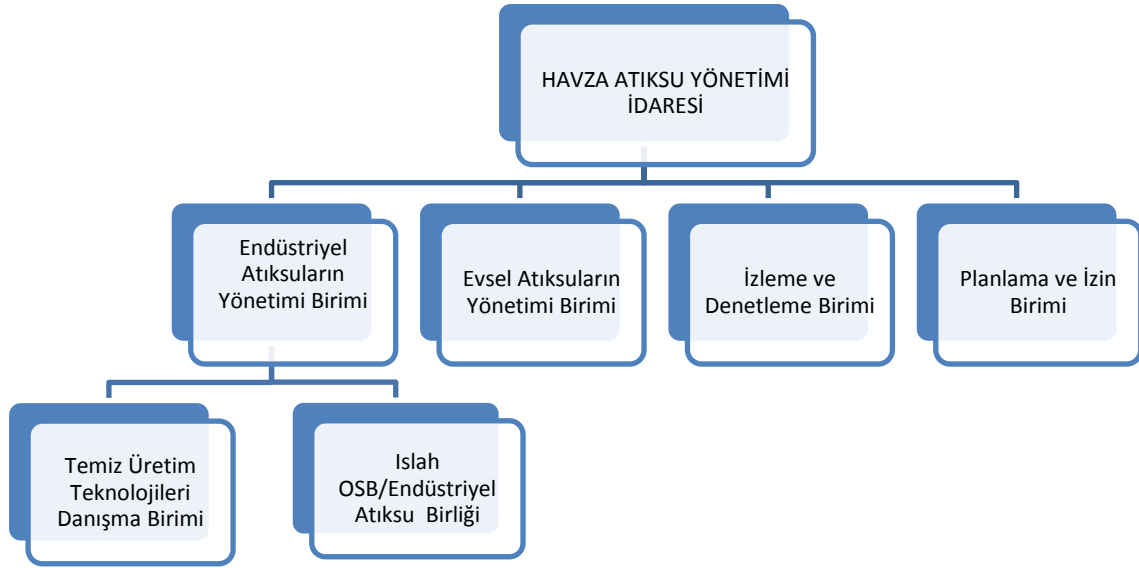 HAVZA ATIKSU YÖNETİMİ
İDARESİ
Endüstriyel
Atıksuların
Yönetimi Birimi
Evsel Atıksuların
Yönetimi Birimi
İzleme ve
Denetleme Birimi
Planlama ve İzin
Birimi
Temiz Üretim
Teknolojileri
Danışma Birimi
Islah
OSB/Endüstriyel
Atıksu Birliği